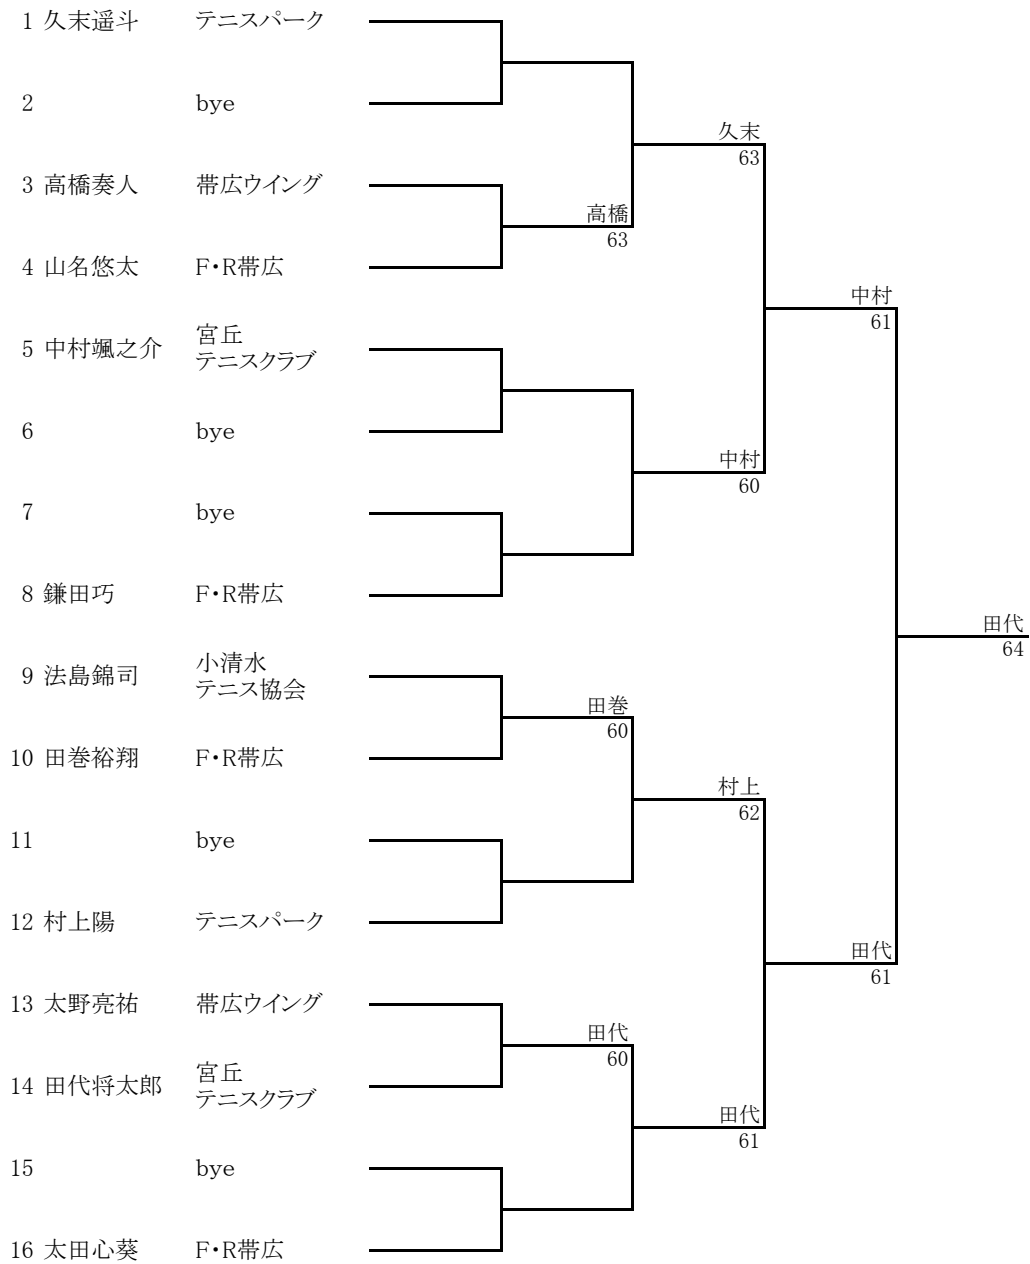 1 久末遥斗 テニスパーク
2 bye
久末
63
3 高橋奏人 帯広ウイング
高橋
63
4 山名悠太 F・R帯広
中村
61
5 中村颯之介 宮丘
テニスクラブ
6 bye
中村
60
7 bye
8 鎌田巧 F・R帯広
田代
64
9 法島錦司 小清水
テニス協会
田巻
60
10 田巻裕翔 F・R帯広
村上
62
11 bye
12 村上陽 テニスパーク
田代
61
13 太野亮祐 帯広ウイング
田代
60
14 田代将太郎 宮丘
テニスクラブ
田代
61
15 bye
16 太田心葵 F・R帯広